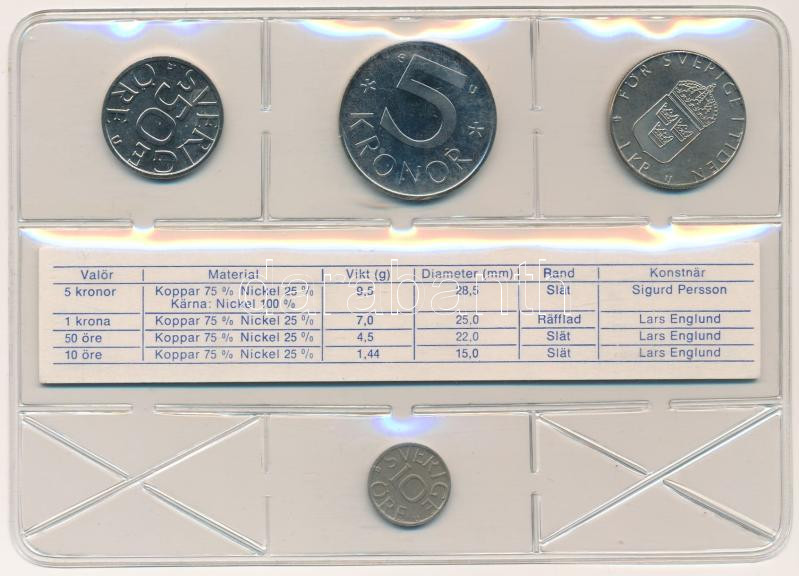 SVERIGE
50
ÖRE
U
5
KRONOR
U
FÖR SVERIGE I TIDEN
1 KR
U
Valör Material Vikt (g) Diameter (mm) Rand Konstnär
5 kronor Koppar 75 % Nickel 25 % 9,5 28,5 Slät Sigurd Persson
Kärna: Nickel 100 %
1 krona Koppar 75 % Nickel 25 % 7,0 25,0 Räfflad Lars Englund
50 öre Koppar 75 % Nickel 25 % 4,5 22,0 Slät Lars Englund
10 öre Koppar 75 % Nickel 25 % 1,44 15,0 Slät Lars Englund
darabanth
SVERIGE
10
ÖRE